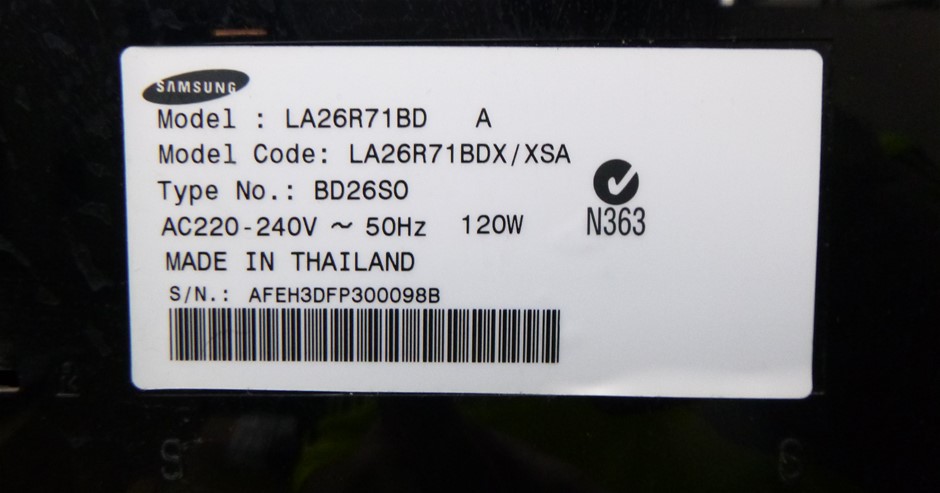 SAMSUNG
Model : LA26R71BD A
Model Code: LA26R71BDX/XSA
Type No.: BD26SO
AC220-240V ~ 50Hz 120W
N363
MADE IN THAILAND
S/N.: AFEH3DFP300098B